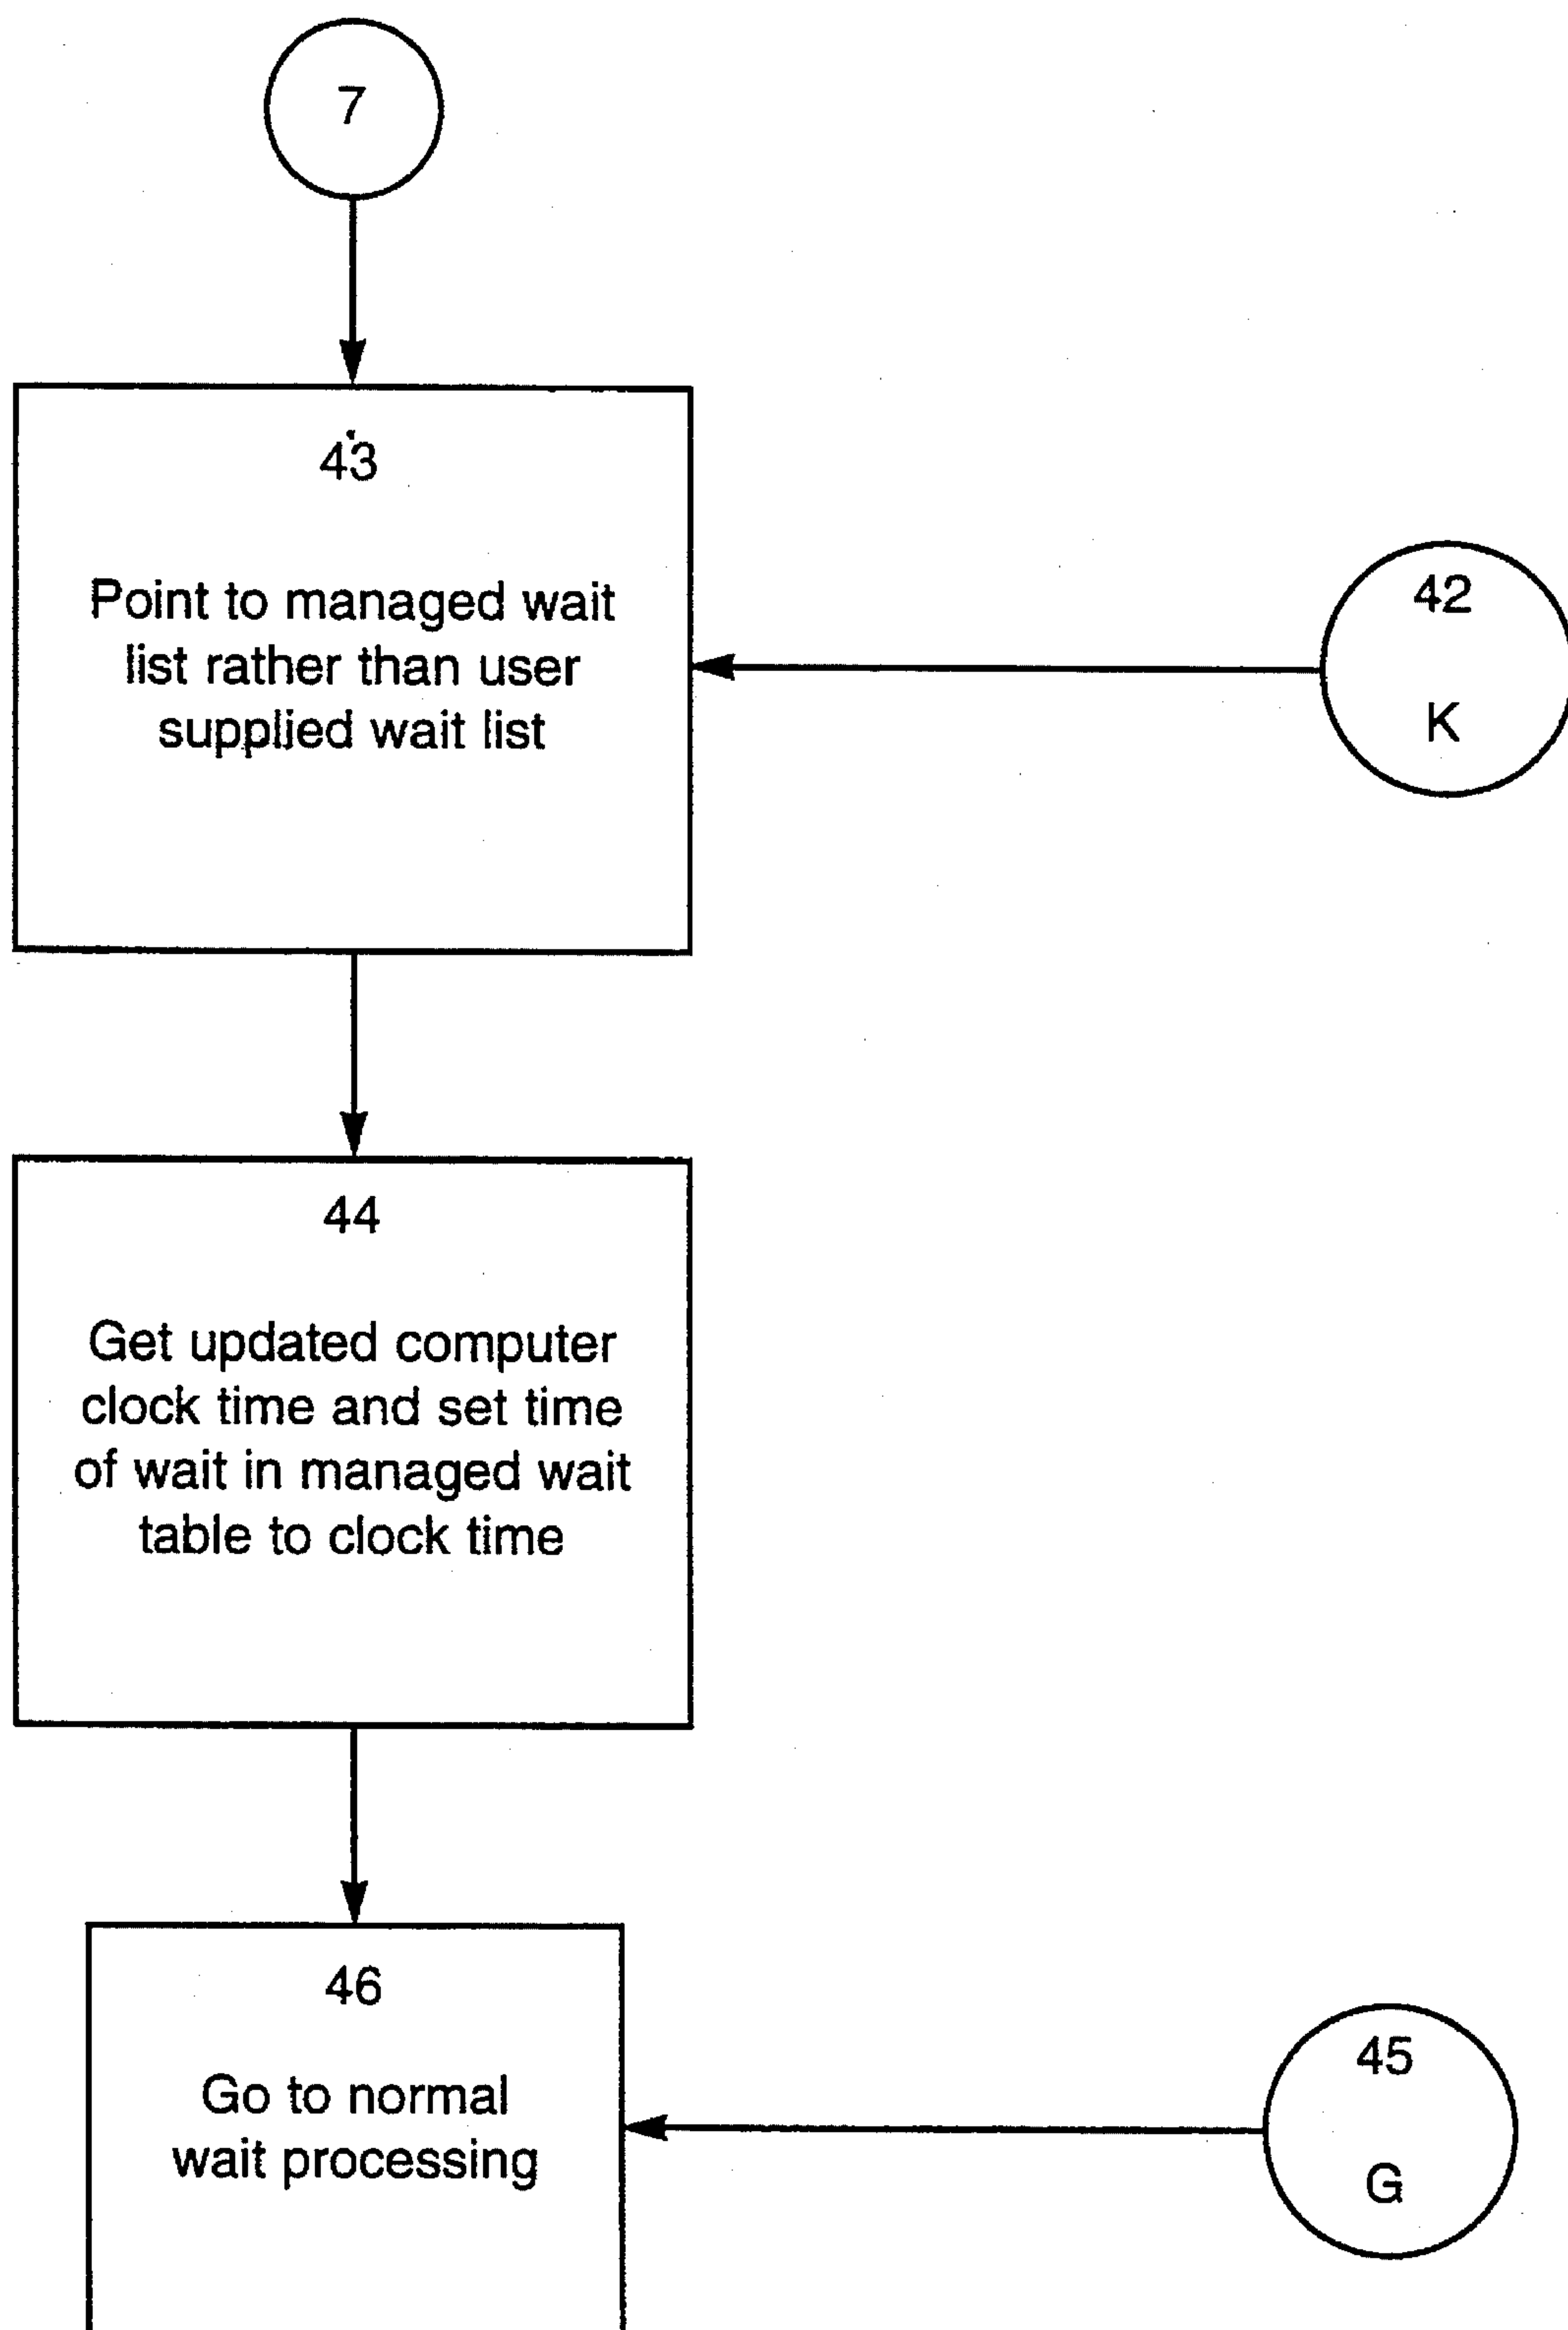 7
43
Point to managed wait
list rather than user
supplied wait list
42
K
44
Get updated computer
clock time and set time
of wait in managed wait
table to clock time
46
Go to normal
wait processing
45
G